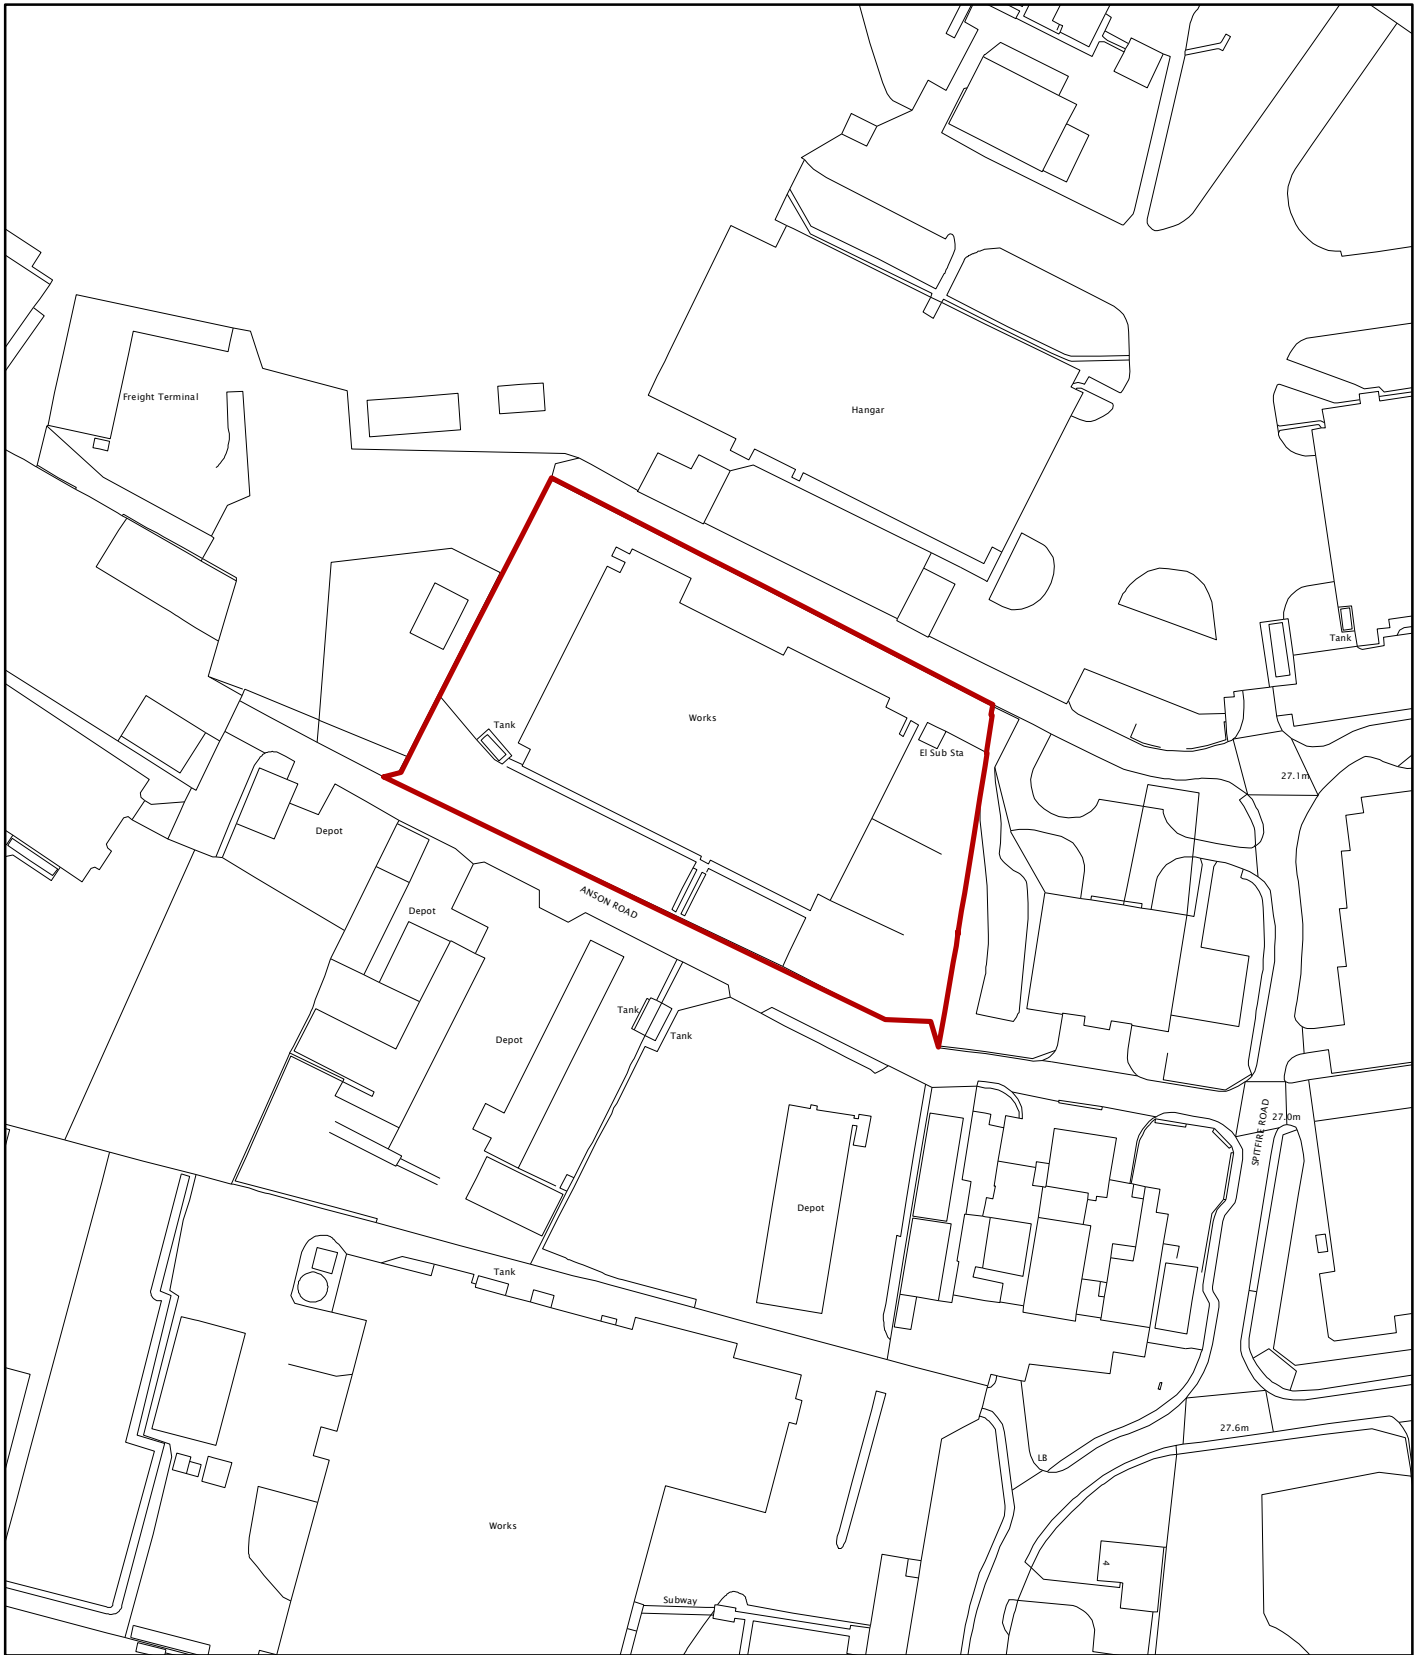 Freight Terminal
Hangar
Tank
Works
Tank
El Sub Sta
27.1m
Depot
Depot
ANSON ROAD
Tank
Tank
Depot
SPITFIRE ROAD
27.0m
Depot
Tank
27.6m
LB
Works
4
Subway